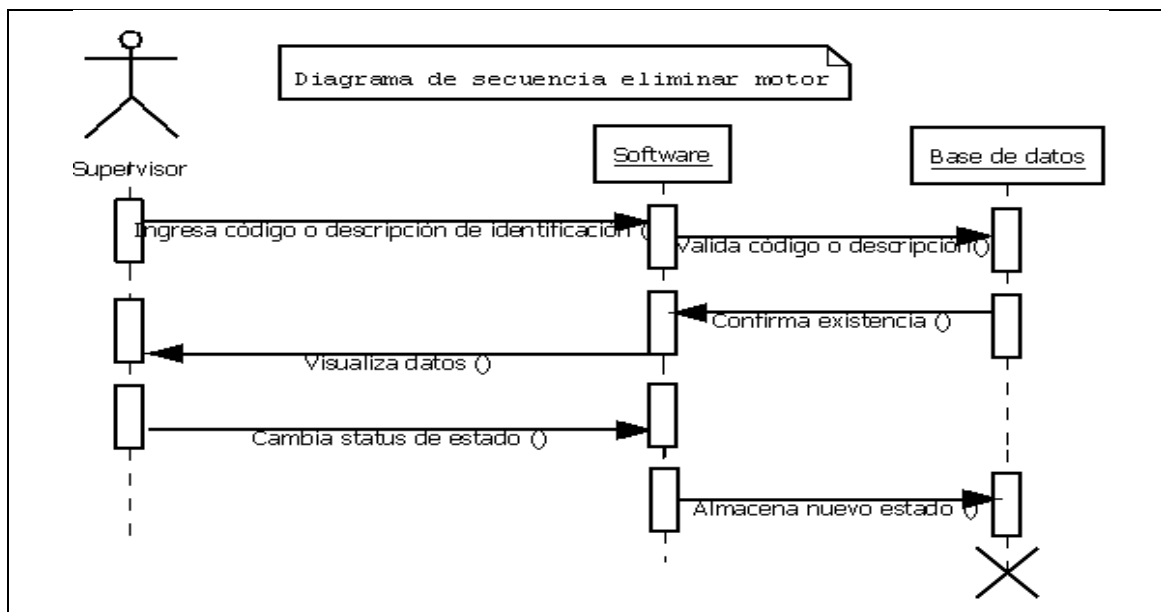 Diagrama de secuencia eliminar motor
Supervisor
Software
Base de datos
Ingresa código o descripción de identificación ()
Valida código o descripción()
Confirma existencia ()
Visualiza datos ()
Cambia status de estado ()
Almacena nuevo estado ()